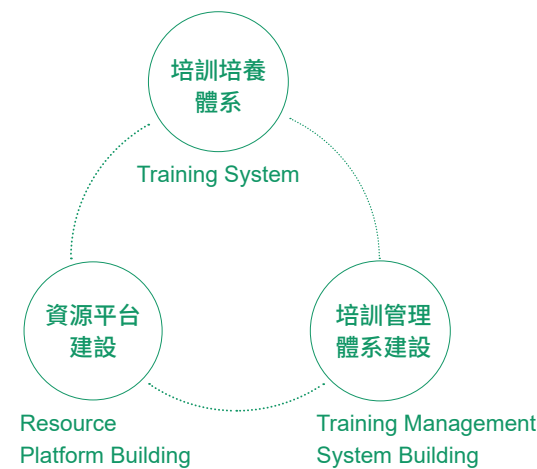 培訓培養
體系
Training System
資源平台
建設
Resource
Platform Building
培訓管理
體系建設
Training Management
System Building